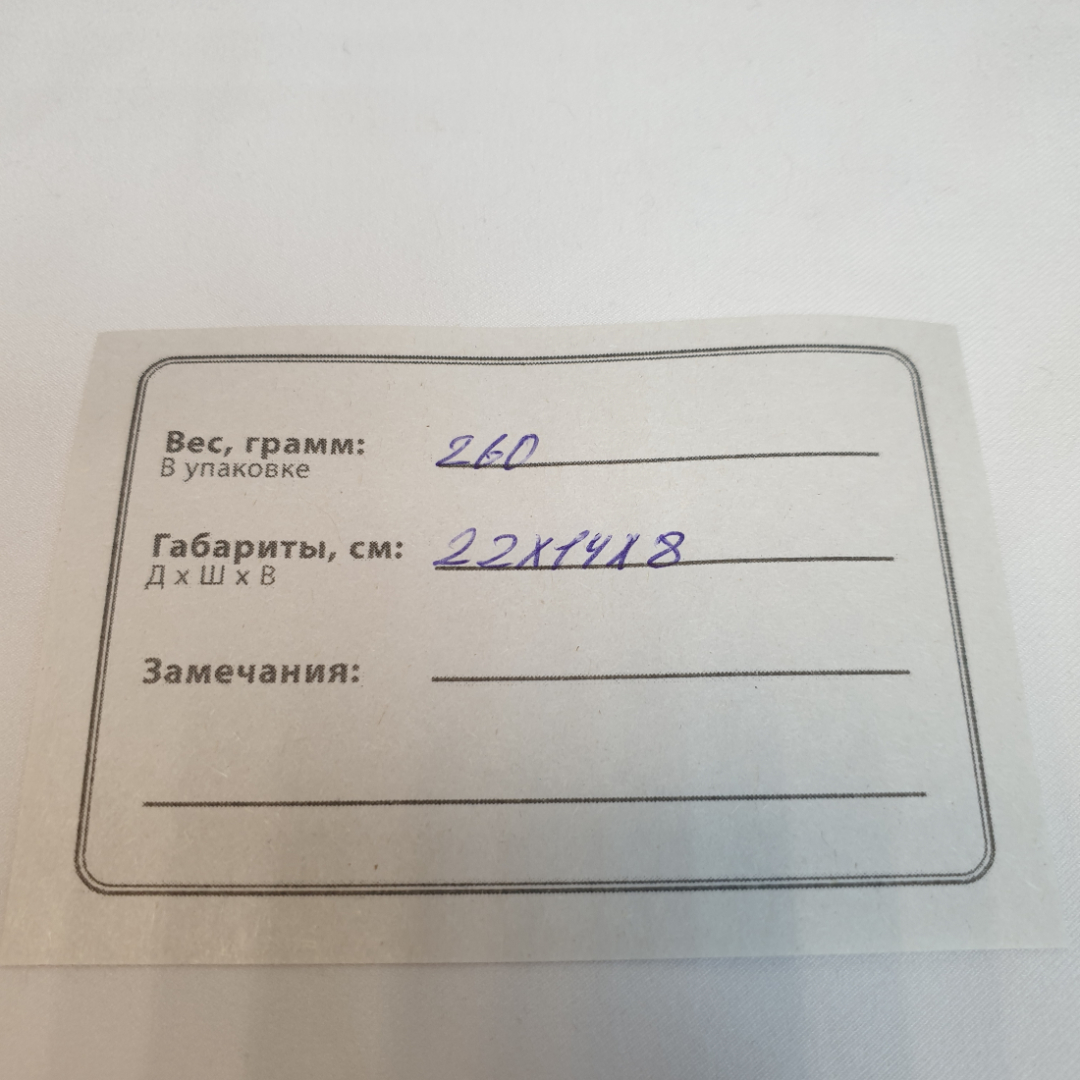 Вес, грамм: 260
В упаковке
Габариты, см: 22х14х8
Д х Ш х В
Замечания: